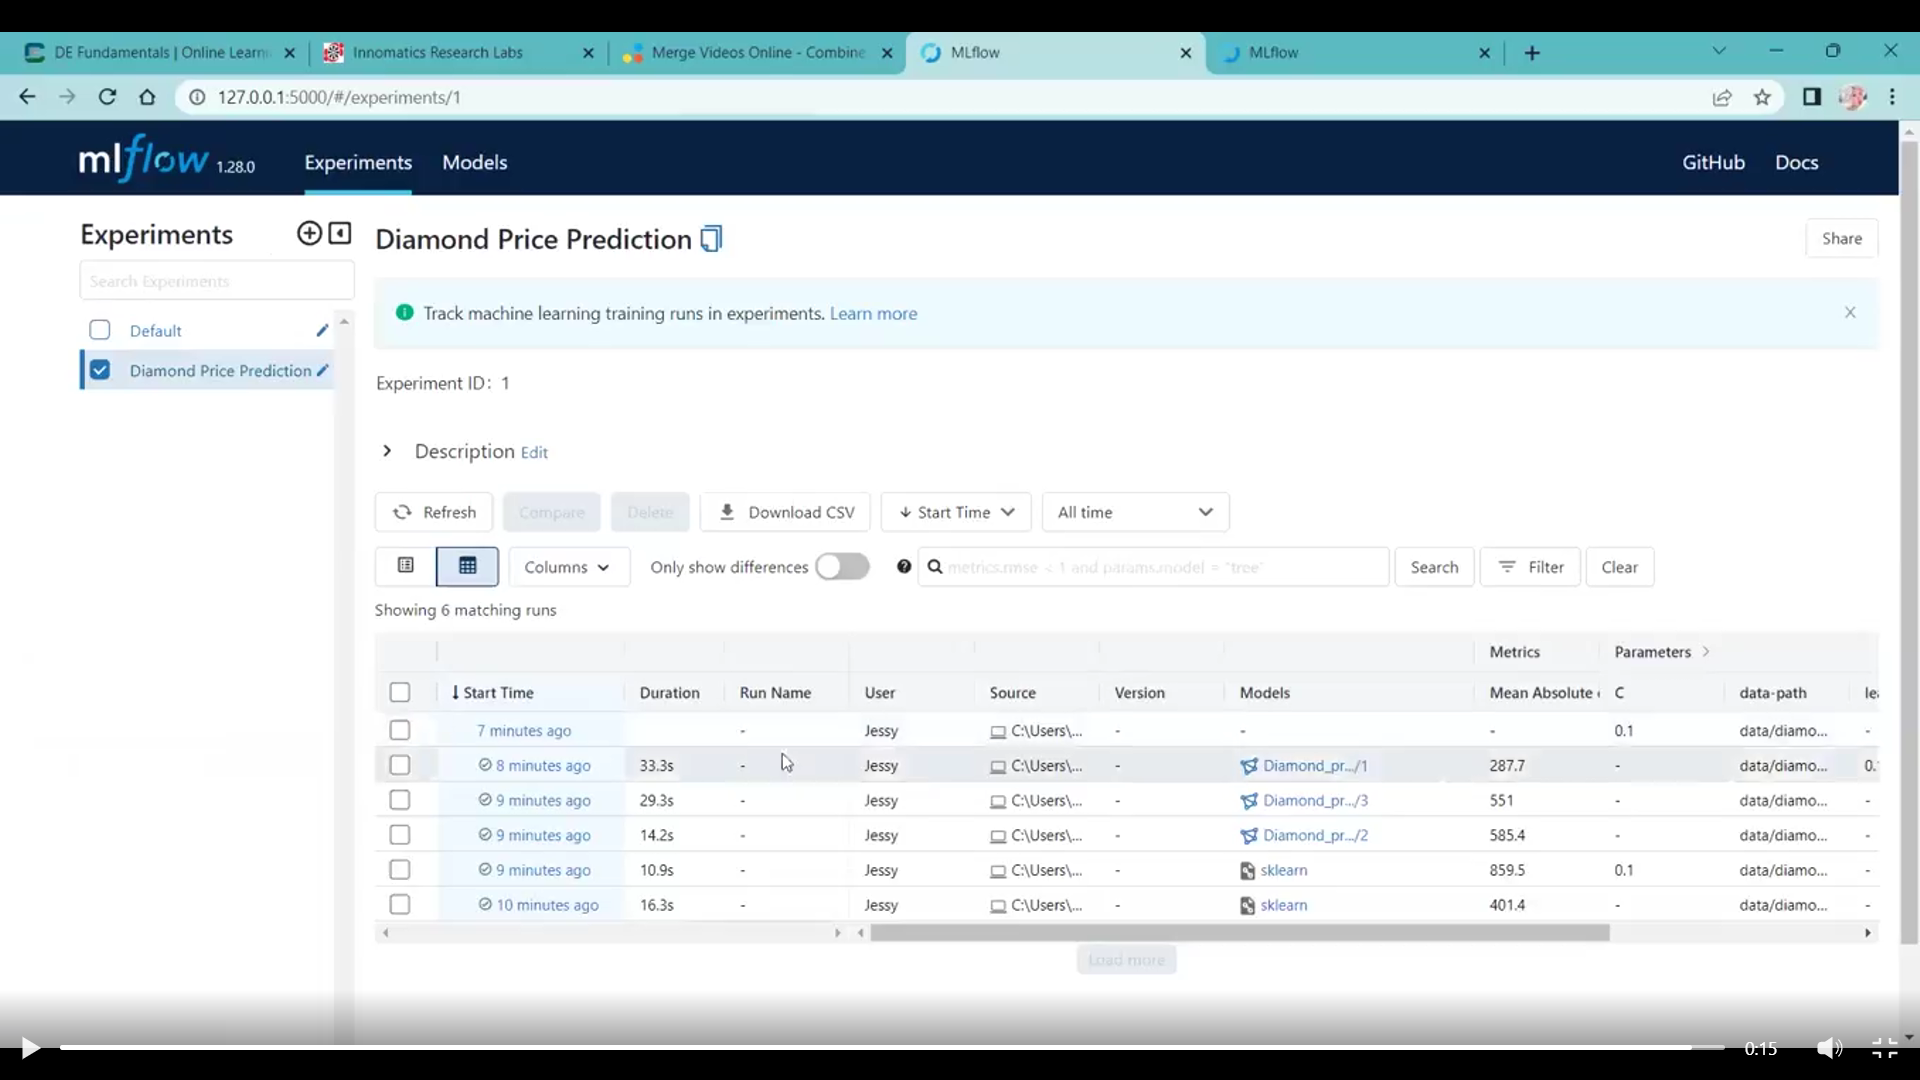 DE Fundamentals | Online Learn
Innomatics Research Labs
Merge Videos Online - Combine
MLflow
MLflow
127.0.0.1:5000/#/experiments/1
mlflow 1.28.0
Experiments
Models
GitHub
Docs
Experiments
Diamond Price Prediction
Share
Search Experiments
Track machine learning training runs in experiments. Learn more
Default
Diamond Price Prediction
Experiment ID: 1
Description Edit
Refresh Compare Delete Download CSV Start Time All time
Columns Only show differences metrics.rmse < 1 and params.model = "tree" Search Filter Clear
Showing 6 matching runs
Metrics Parameters
Start Time Duration Run Name User Source Version Models Mean Absolute C data-path le
7 minutes ago - Jessy C:\Users\... - - - 0.1 data/diamo... -
8 minutes ago 33.3s - Jessy C:\Users\... - Diamond_pr.../1 287.7 - data/diamo... 0.
9 minutes ago 29.3s - Jessy C:\Users\... - Diamond_pr.../3 551 - data/diamo... -
9 minutes ago 14.2s - Jessy C:\Users\... - Diamond_pr.../2 585.4 - data/diamo... -
9 minutes ago 10.9s - Jessy C:\Users\... - sklearn 859.5 0.1 data/diamo... -
10 minutes ago 16.3s - Jessy C:\Users\... - sklearn 401.4 - data/diamo... -
Load more
0:15